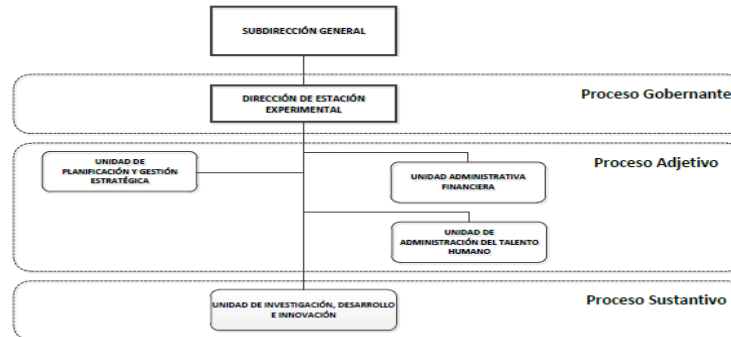 SUBDIRECCIÓN GENERAL
Proceso Gobernante
DIRECCIÓN DE ESTACIÓN
EXPERIMENTAL
Proceso Adjetivo
UNIDAD DE
PLANIFICACIÓN Y GESTIÓN
ESTRATÉGICA
UNIDAD ADMINISTRATIVA
FINANCIERA
UNIDAD DE
ADMINISTRACIÓN DEL TALENTO
HUMANO
Proceso Sustantivo
UNIDAD DE INVESTIGACIÓN, DESARROLLO
E INNOVACIÓN